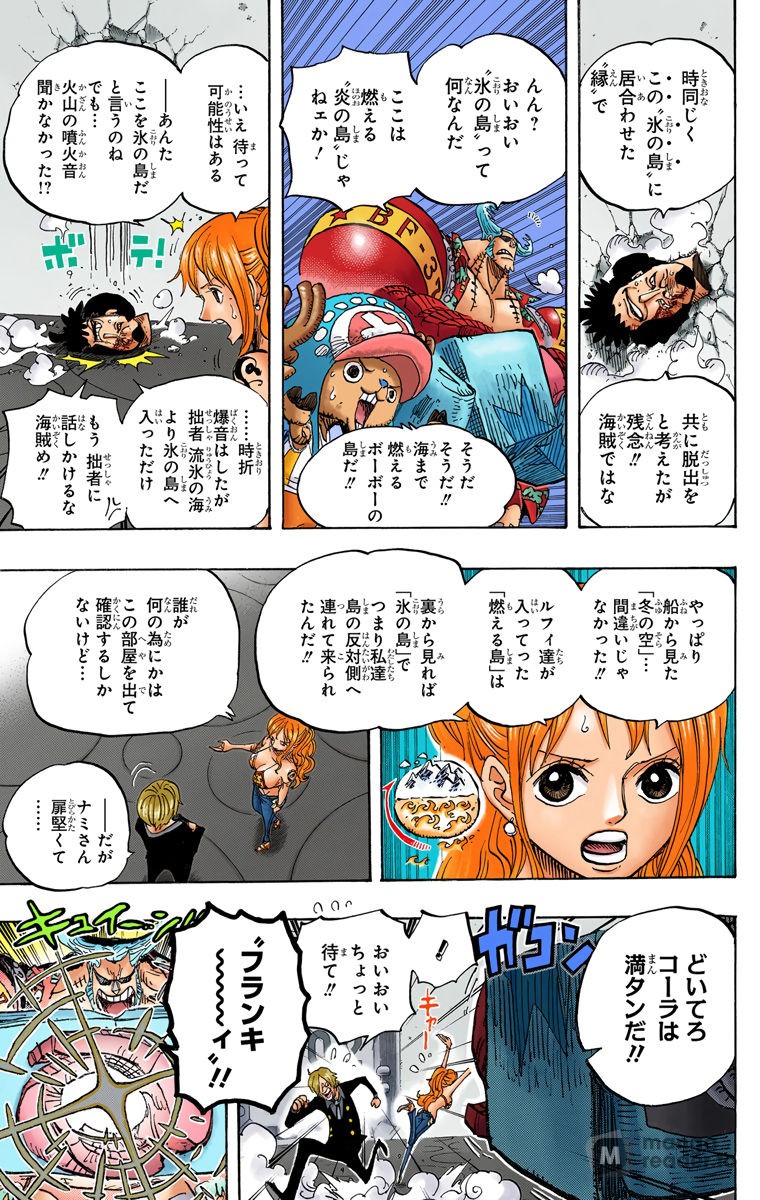 時同じく
この〝氷の島〟に
居合わせた
〝縁〟で
共に脱出を
と考えたが
残念!!
海賊ではな
んん?
おいおい
〝氷の島〟って
何なんだ
ここは
燃える
〝炎の島〟じゃ
ねェか!!
BF-37
そうだ
そうだ!!
海まで
燃える
ボーボーの
島だ!!
…いえ 待って
可能性はある
――あんた
ここを氷の島だ
と言うのね
でも…
火山の噴火音
聞かなかった!?
ボテ!
………時折
爆音はしたが
拙者 流氷の海
より氷の島へ
入っただけ
もう 拙者に
話しかけるな
海賊め!!
やっぱり
船から見た
「冬の空」…
間違いじゃ
なかった!!
ルフィ達が
入ってった
「燃える島」は
裏から見れば
「氷の島」で
つまり私達
島の反対側へ
連れて来られ
たんだ!!
誰が
何の為にかは
この部屋を出て
確認するしか
ないけど…
――だが
ナミさん
扉堅くて
……
どいてろ
コーラは
満タンだ!!
ガコン
!
おいおい
ちょっと
待て!!
キャー
〝フランキ
〜〜〜ィ〟!!
キュイーン!!
M
manga
reader